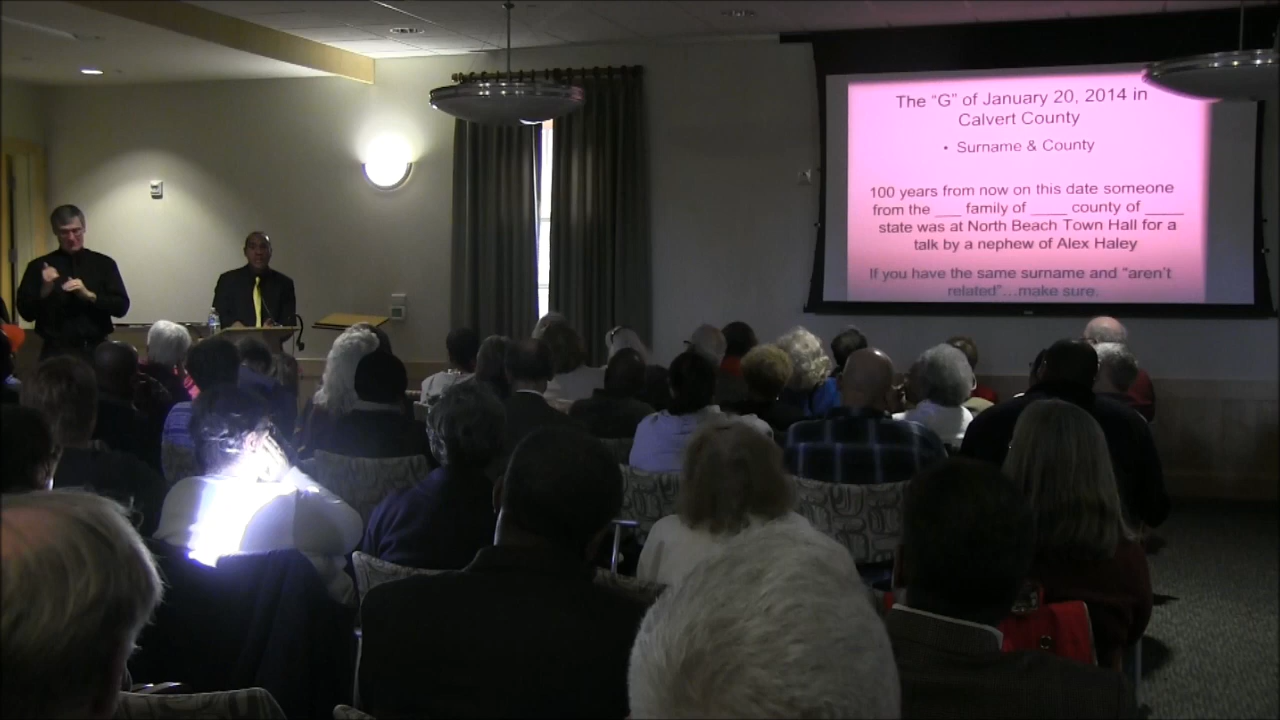 The "G" of January 20, 2014 in
Calvert County
• Surname & County
100 years from now on this date someone
from the ___ family of ____ county of ____
state was at North Beach Town Hall for a
talk by a nephew of Alex Haley
If you have the same surname and "aren't
related"...make sure.